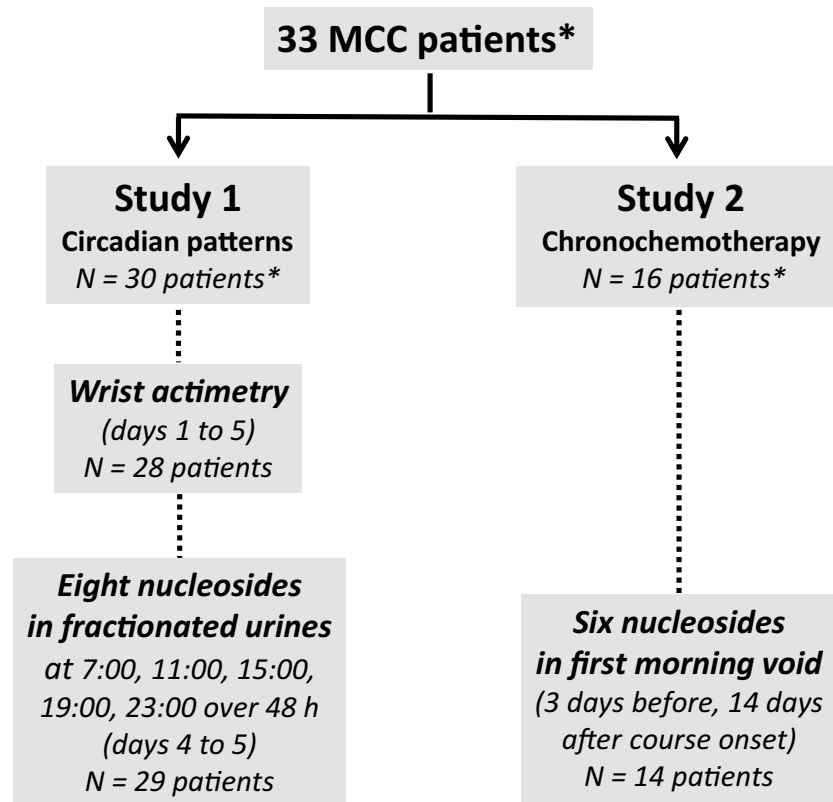 33 MCC patients*
Study 1
Circadian patterns
N = 30 patients*
Wrist actimetry
(days 1 to 5)
N = 28 patients
Eight nucleosides
in fractionated urines
at 7:00, 11:00, 15:00,
19:00, 23:00 over 48 h
(days 4 to 5)
N = 29 patients
Study 2
Chronochemotherapy
N = 16 patients*
Six nucleosides
in first morning void
(3 days before, 14 days
after course onset)
N = 14 patients